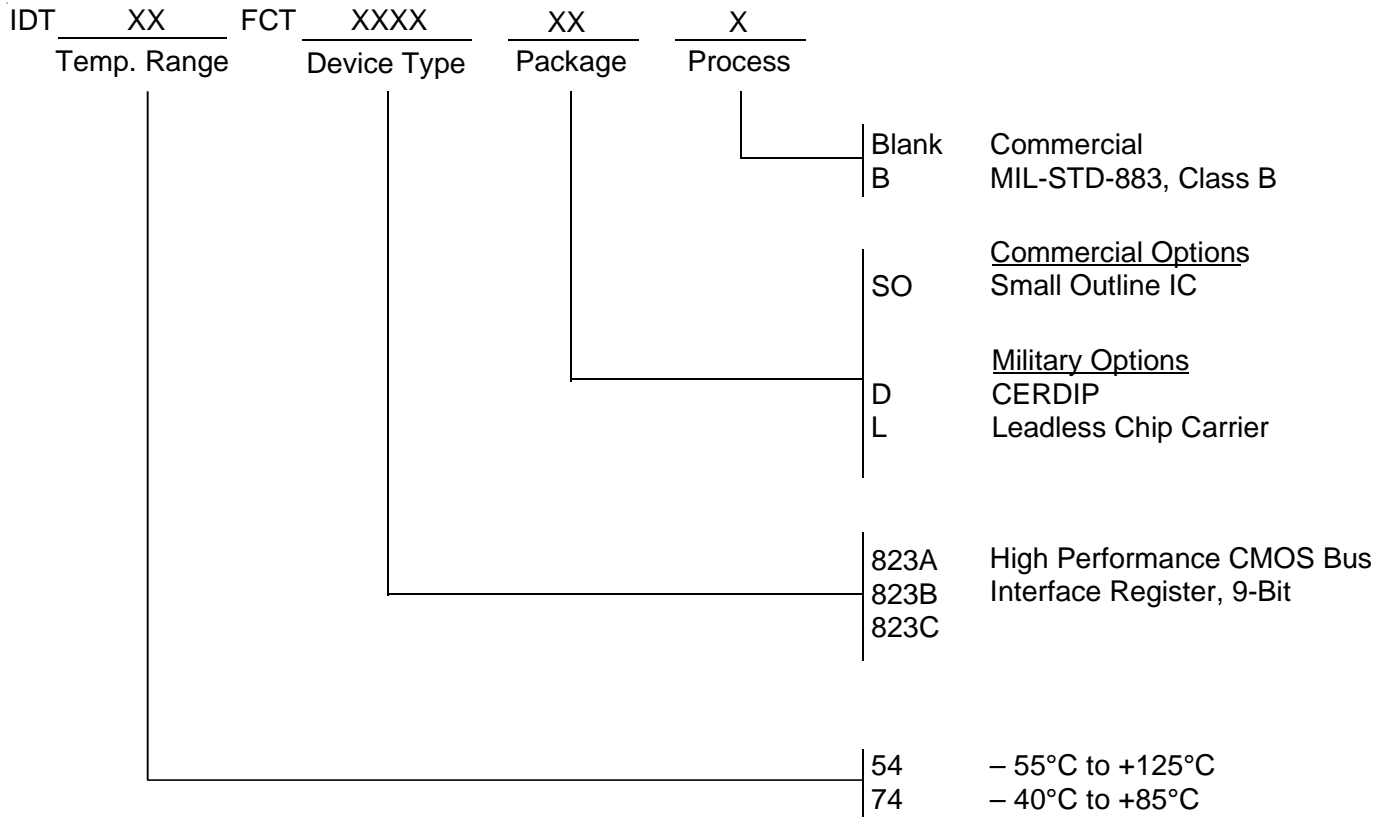 IDT XX FCT XXXX XX X
Temp. Range Device Type Package Process
Blank Commercial
B MIL-STD-883, Class B
Commercial Options
SO Small Outline IC
Military Options
D CERDIP
L Leadless Chip Carrier
823A High Performance CMOS Bus
823B Interface Register, 9-Bit
823C
54 – 55°C to +125°C
74 – 40°C to +85°C